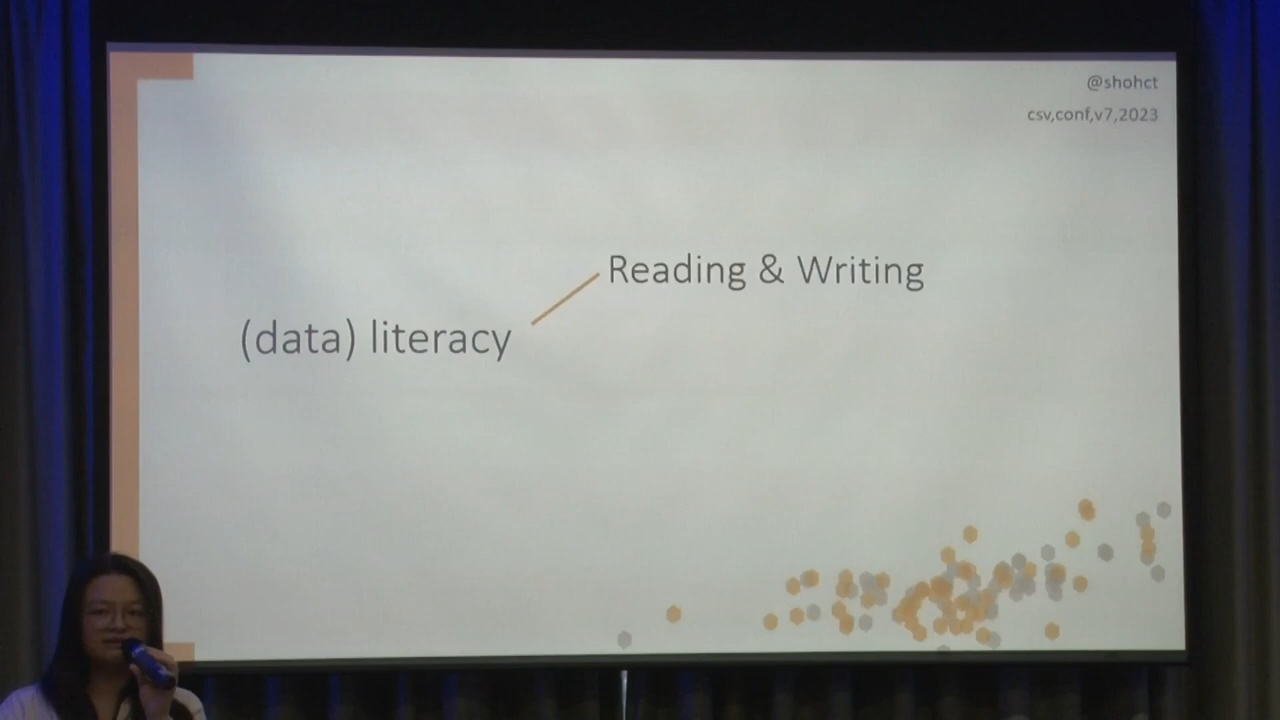 @shohct
csv,conf,v7,2023
Reading & Writing
(data) literacy